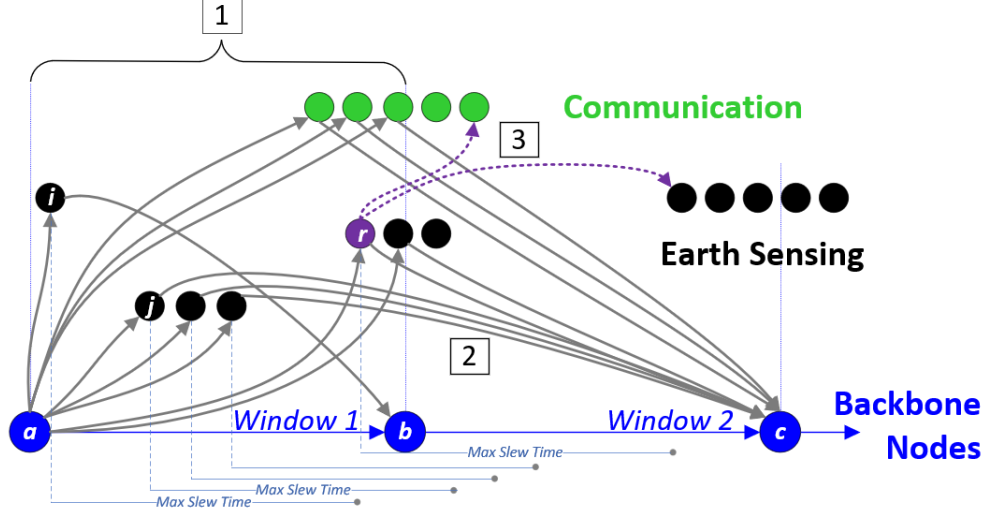 1
Communication
3
i
r
Earth Sensing
j
2
Backbone
Nodes
a
Window 1
b
Window 2
c
Max Slew Time
Max Slew Time
Max Slew Time